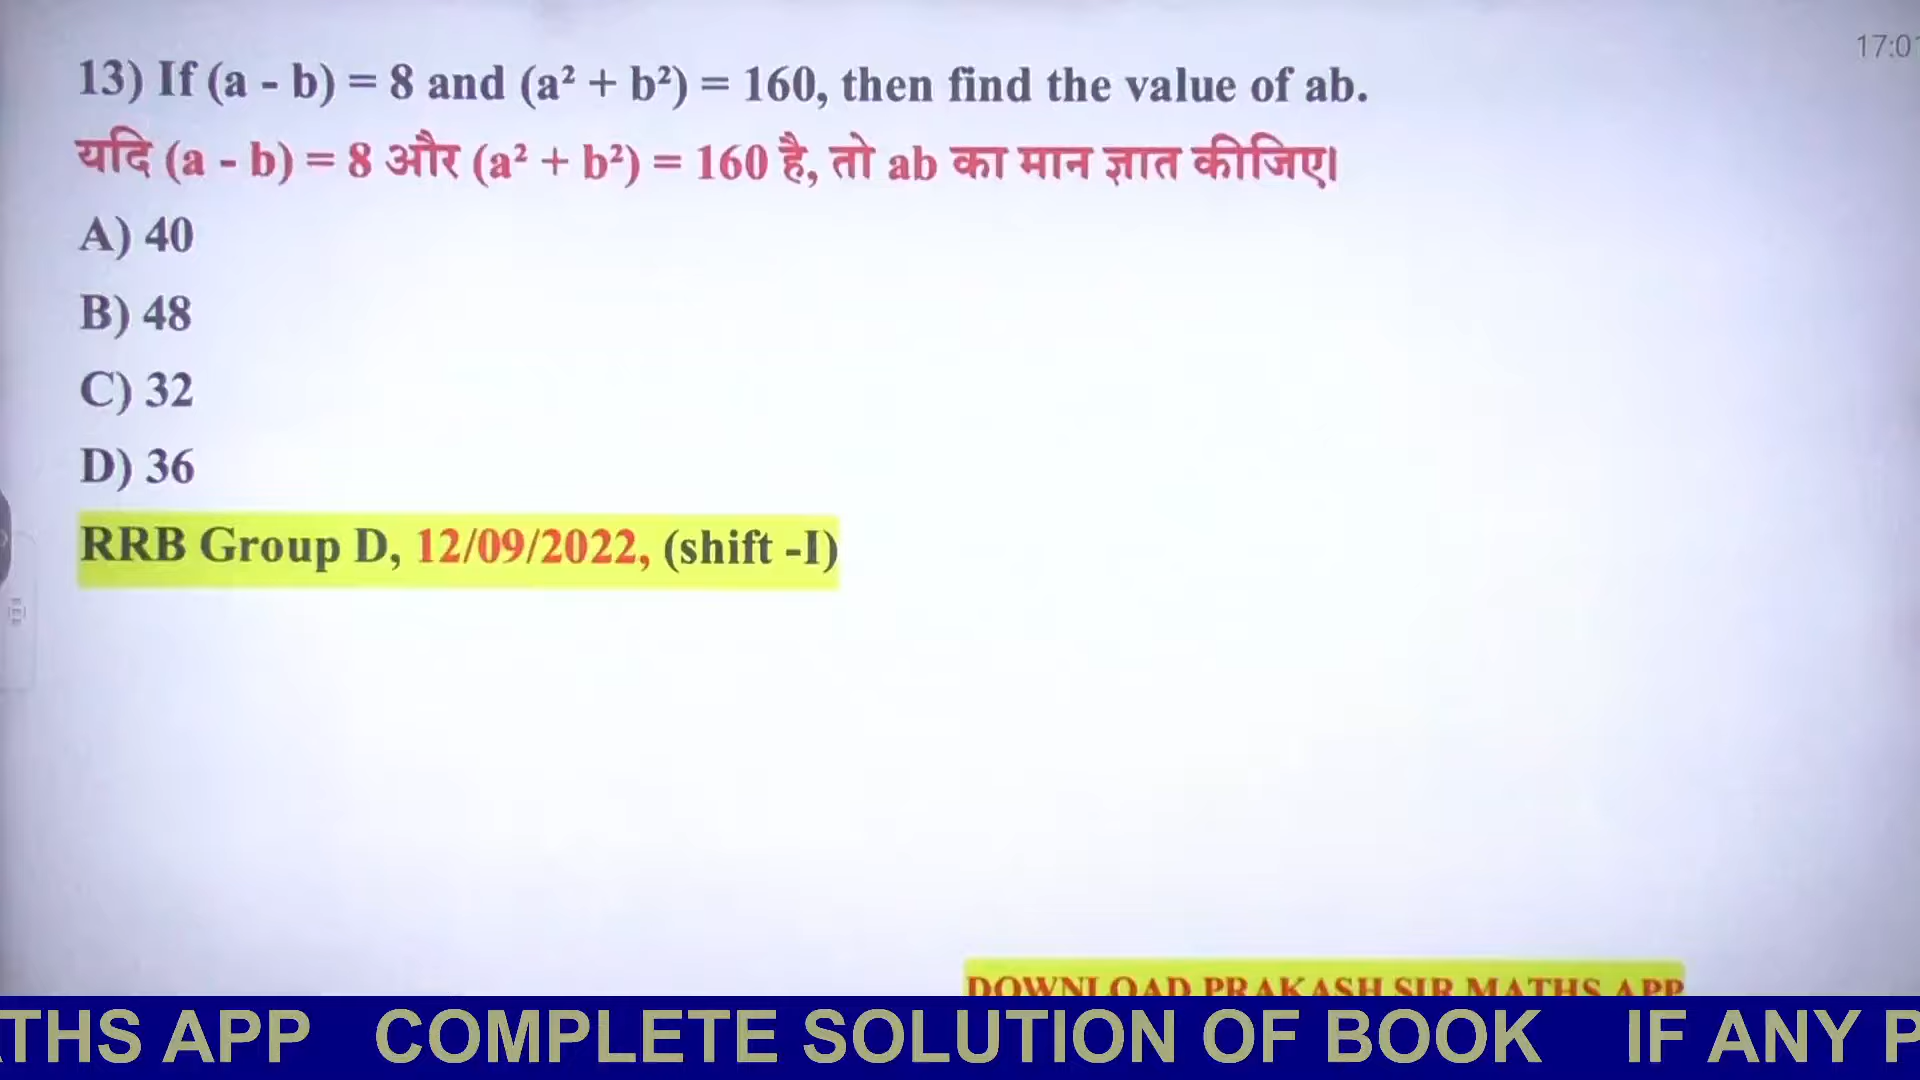 17:01
13) If (a - b) = 8 and (a² + b²) = 160, then find the value of ab.
यदि (a - b) = 8 और (a² + b²) = 160 है, तो ab का मान ज्ञात कीजिए।
A) 40
B) 48
C) 32
D) 36
RRB Group D, 12/09/2022, (shift -I)
DOWNLOAD PRAKASH SIR MATHS APP
THS APP COMPLETE SOLUTION OF BOOK IF ANY P